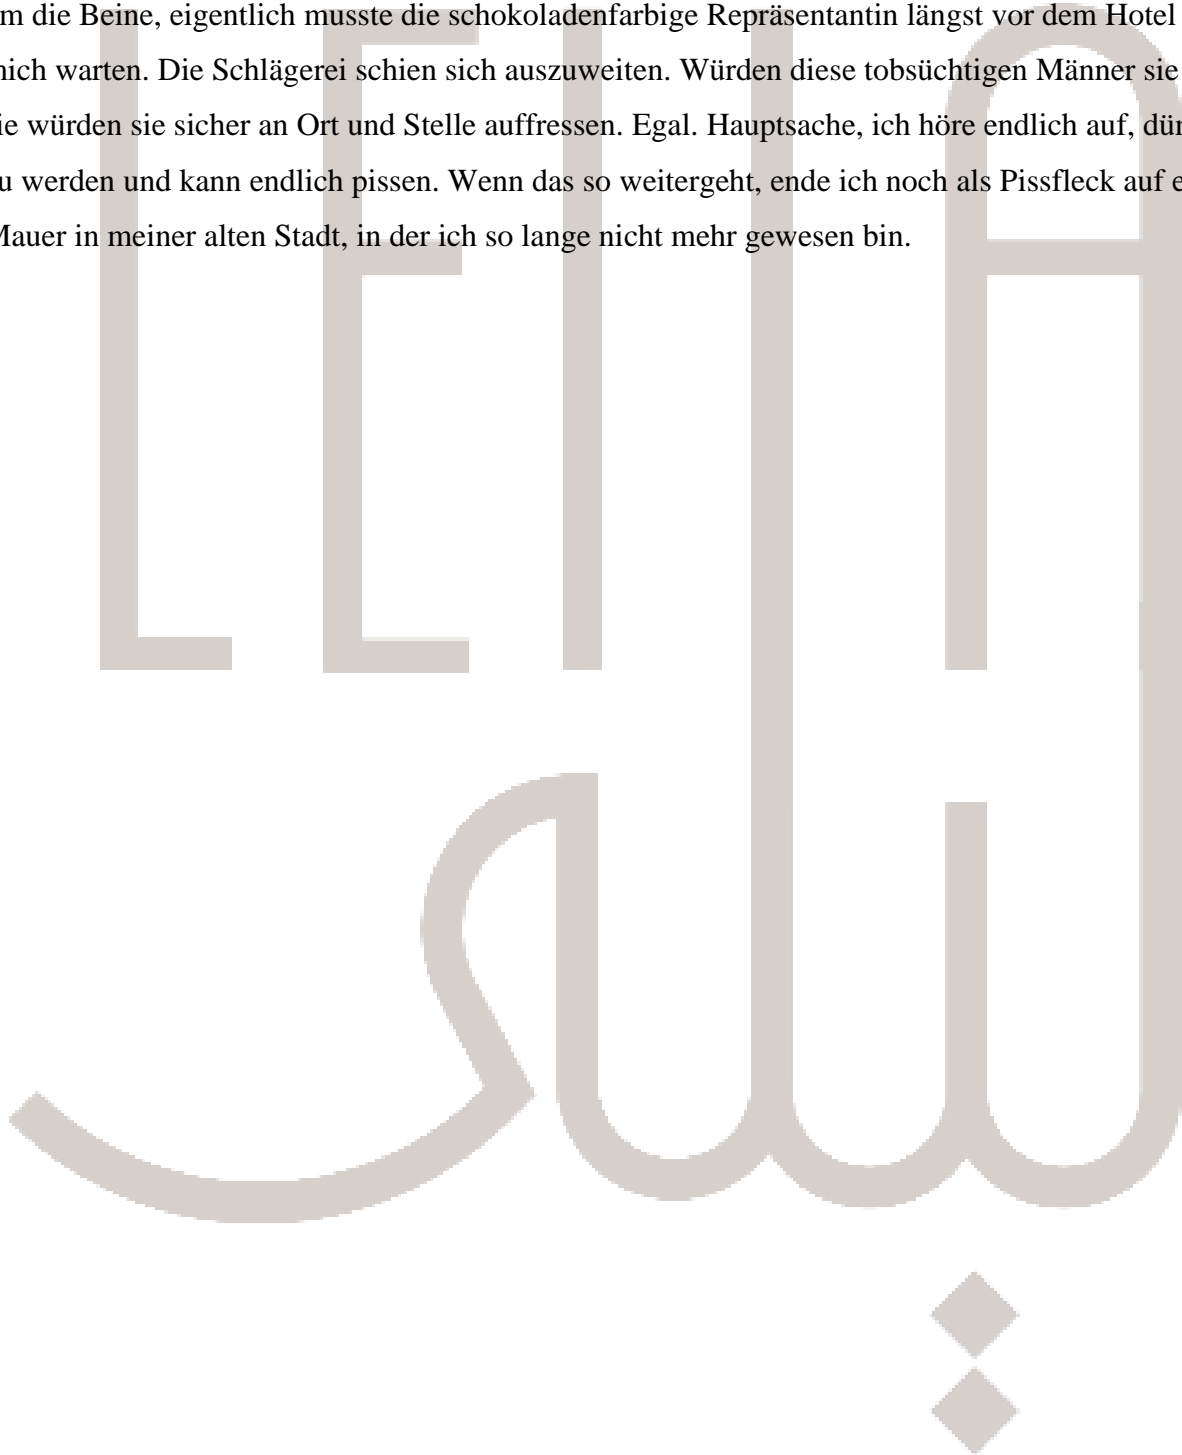 m die Beine, eigentlich musste die schokoladenfarbige Repräsentantin längst vor dem Hotel
nich warten. Die Schlägerei schien sich auszuweiten. Würden diese tobsüchtigen Männer sie
ie würden sie sicher an Ort und Stelle auffressen. Egal. Hauptsache, ich höre endlich auf, dür
u werden und kann endlich pissen. Wenn das so weitergeht, ende ich noch als Pissfleck auf e
Mauer in meiner alten Stadt, in der ich so lange nicht mehr gewesen bin.
LEILA
ليلى